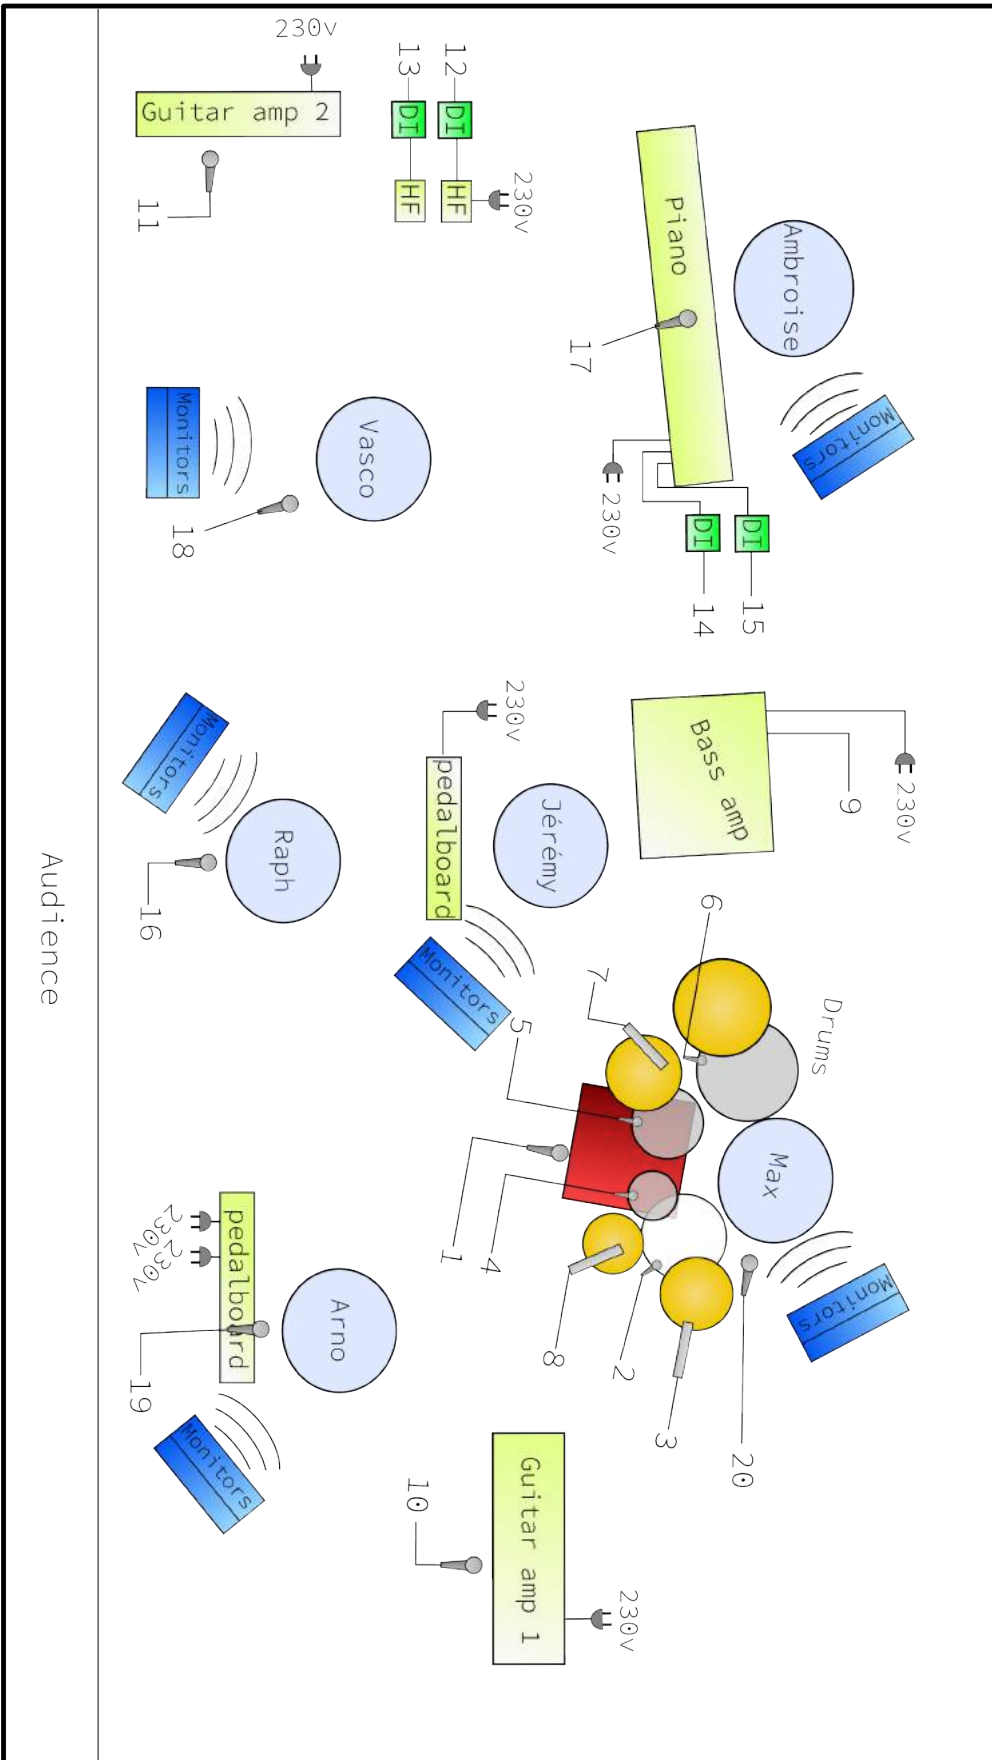 230v
Guitar amp 2
11
13
DI
HF
12
DI
HF
230v
Piano
Ambroise
17
Monitors
230v
DI
14
DI
15
Monitors
Vasco
18
Monitors
Raph
16
230v
pedalboard
Jérémy
Monitors
Bass amp
9
230v
Drums
6
7
5
1
4
8
2
3
20
Max
Monitors
230v
230v
pedalboard
Arno
19
Monitors
10
Guitar amp 1
230v
Audience